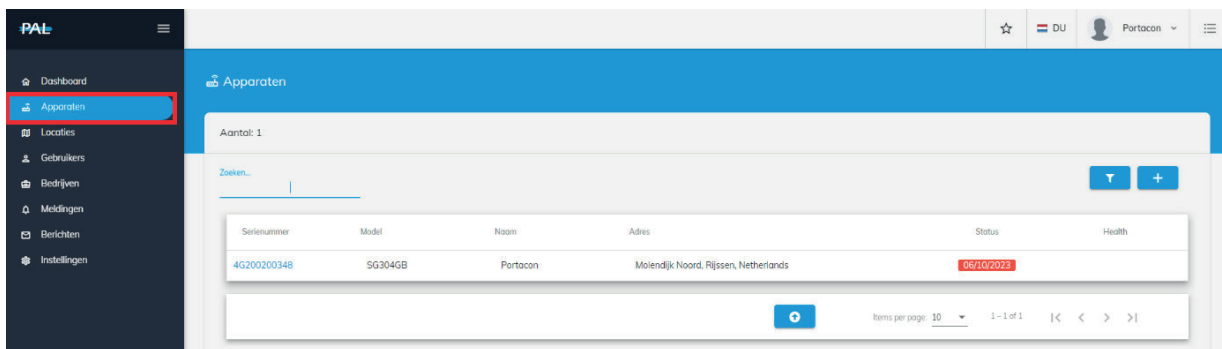 PAL
DU
Portacon
Dashboard
Apparaten
Locaties
Gebruikers
Bedrijven
Meldingen
Berichten
Instellingen
Apparaten
Aantal: 1
Zoeken...
Serienummer Model Naam Adres Status Health
4G200200348 SG304GB Portacon Molendijk Noord, Rijssen, Netherlands 06/10/2023
Items per page: 10 1 – 1 of 1